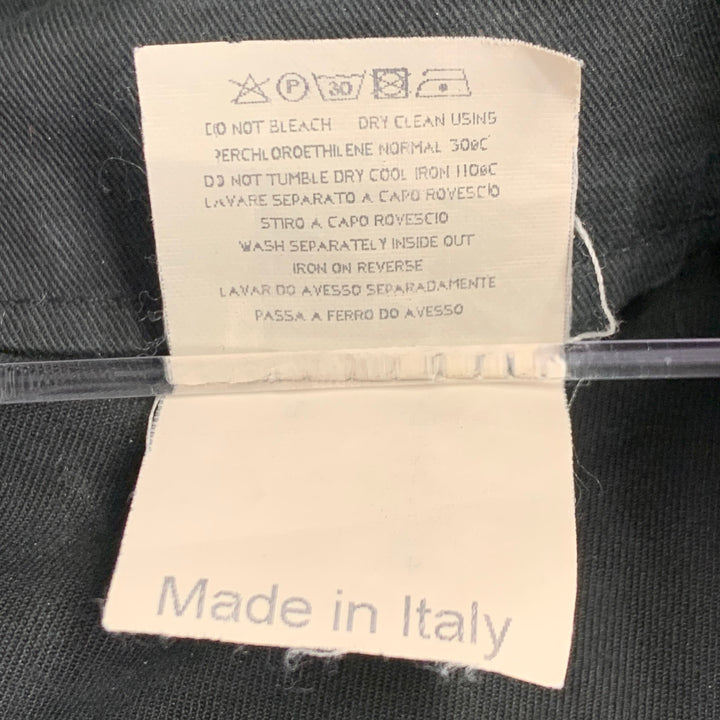 P 30
DO NOT BLEACH DRY CLEAN USING
PERCHLOROETHILENE NORMAL 30øC
DO NOT TUMBLE DRY COOL IRON 110øC
LAVARE SEPARATO A CAPO ROVESCIO
STIRO A CAPO ROVESCIO
WASH SEPARATELY INSIDE OUT
IRON ON REVERSE
LAVAR DO AVESSO SEPARADAMENTE
PASSA A FERRO DO AVESSO
Made in Italy